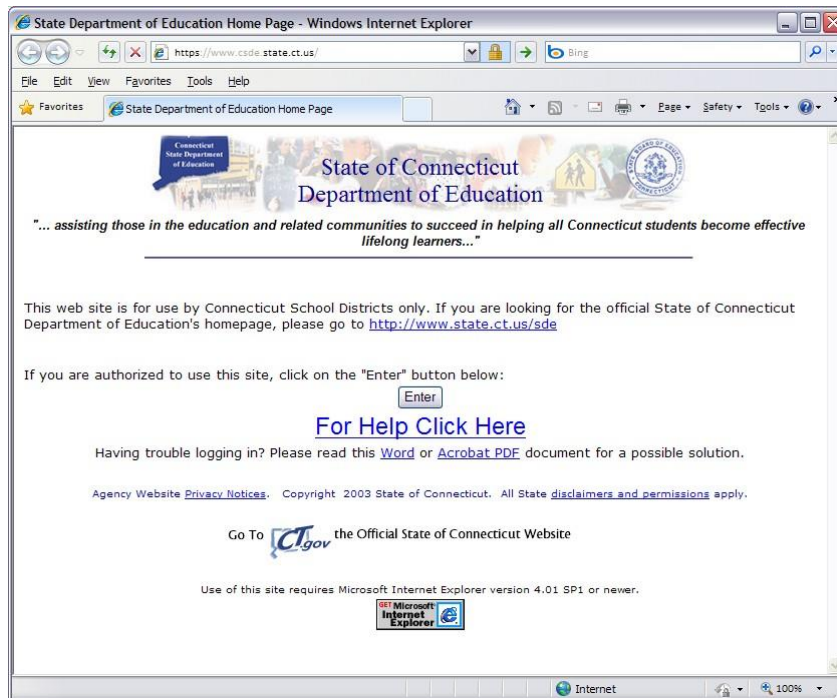 State Department of Education Home Page - Windows Internet Explorer
https://www.csde.state.ct.us/
Bing
File Edit View Favorites Tools Help
Favorites
State Department of Education Home Page
Page Safety Tools
Connecticut
State Department
of Education
State of Connecticut
Department of Education
"... assisting those in the education and related communities to succeed in helping all Connecticut students become effective
lifelong learners..."
This web site is for use by Connecticut School Districts only. If you are looking for the official State of Connecticut
Department of Education's homepage, please go to http://www.state.ct.us/sde
If you are authorized to use this site, click on the "Enter" button below:
Enter
For Help Click Here
Having trouble logging in? Please read this Word or Acrobat PDF document for a possible solution.
Agency Website Privacy Notices. Copyright 2003 State of Connecticut. All State disclaimers and permissions apply.
Go To CT.gov the Official State of Connecticut Website
Use of this site requires Microsoft Internet Explorer version 4.01 SP1 or newer.
GET Microsoft
Internet
Explorer
Internet
100%